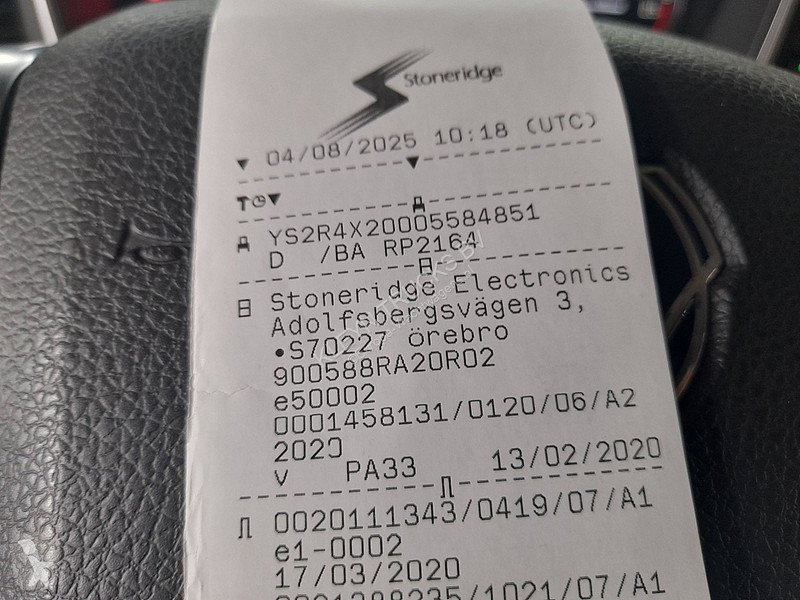 Stoneridge
▼ 04/08/2025 10:18 (UTC)
YS2R4X20005584851
D /BA RP2164
Stoneridge Electronics
Adolfsbergsvägen 3,
•S70227 Örebro
900588RA20R02
e50002
0001458131/0120/06/A2
2020
V PA33 13/02/2020
0020111343/0419/07/A1
e1-0002
17/03/2020